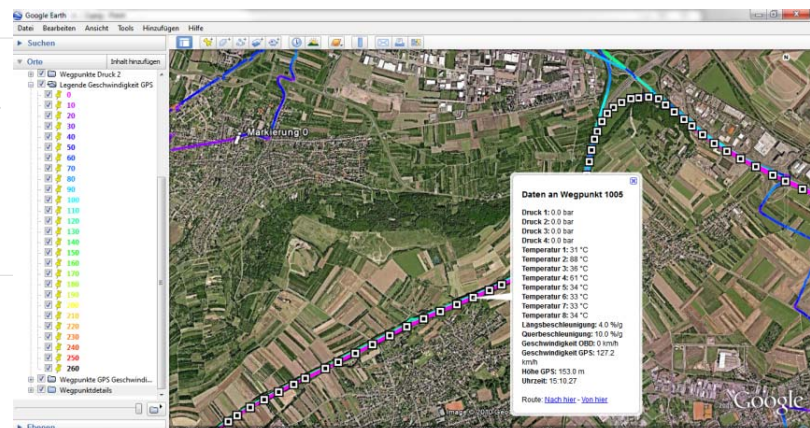 Google Earth
Datei Bearbeiten Ansicht Tools Hinzufügen Hilfe
Suchen
Orte
Inhalt hinzufügen
Wegpunkte Druck 2
Legende Geschwindigkeit GPS
0
10
20
30
40
50
60
70
80
90
100
110
120
130
140
150
160
170
180
190
200
210
220
230
240
250
260
Wegpunkte GPS Geschwindi...
Wegpunktdetails
Ebenen
Markierung 0
N
Daten an Wegpunkt 1005
Druck 1: 0.0 bar
Druck 2: 0.0 bar
Druck 3: 0.0 bar
Druck 4: 0.0 bar
Temperatur 1: 31 °C
Temperatur 2: 88 °C
Temperatur 3: 36 °C
Temperatur 4: 61 °C
Temperatur 5: 34 °C
Temperatur 6: 33 °C
Temperatur 7: 33 °C
Temperatur 8: 34 °C
Längsbeschleunigung: 4.0 %/g
Querbeschleunigung: 10.0 %/g
Geschwindigkeit OBD: 0 km/h
Geschwindigkeit GPS: 127.2
km/h
Höhe GPS: 153.0 m
Uhrzeit: 15:18.27
Route: Nach hier - Von hier
Google